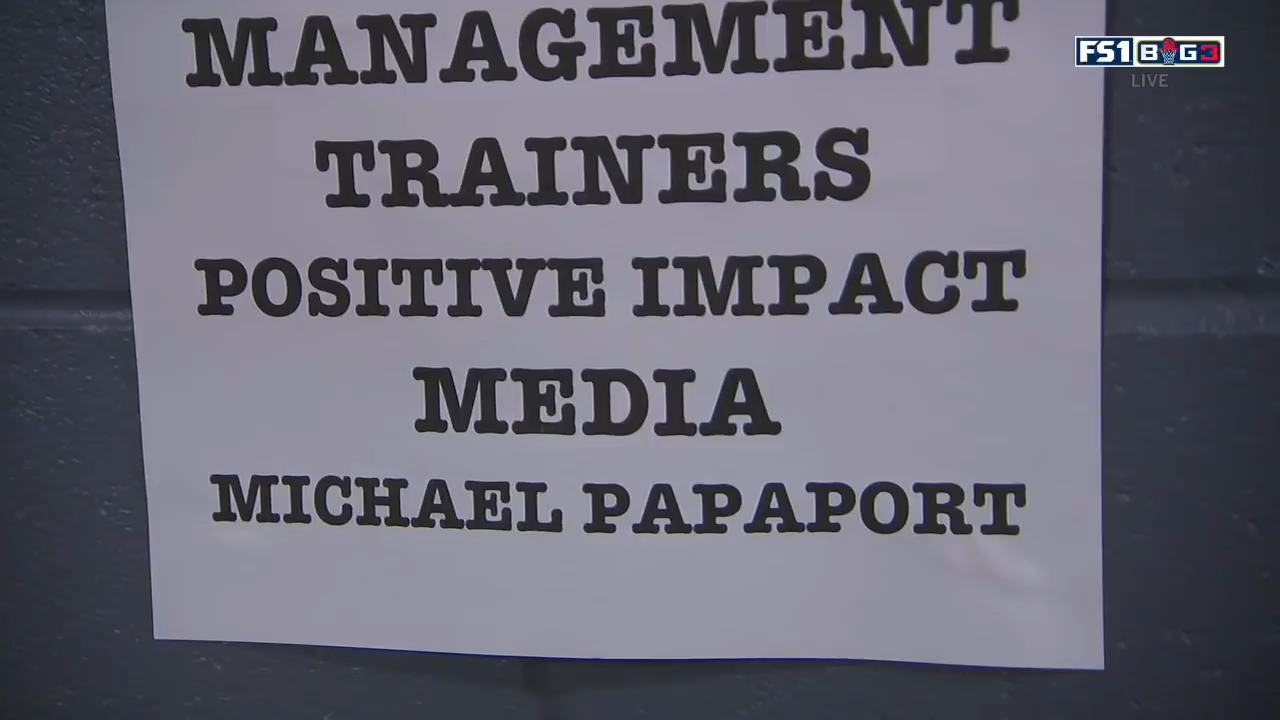 MANAGEMENT
TRAINERS
POSITIVE IMPACT
MEDIA
MICHAEL PAPAPORT
FS1 BIG3
LIVE